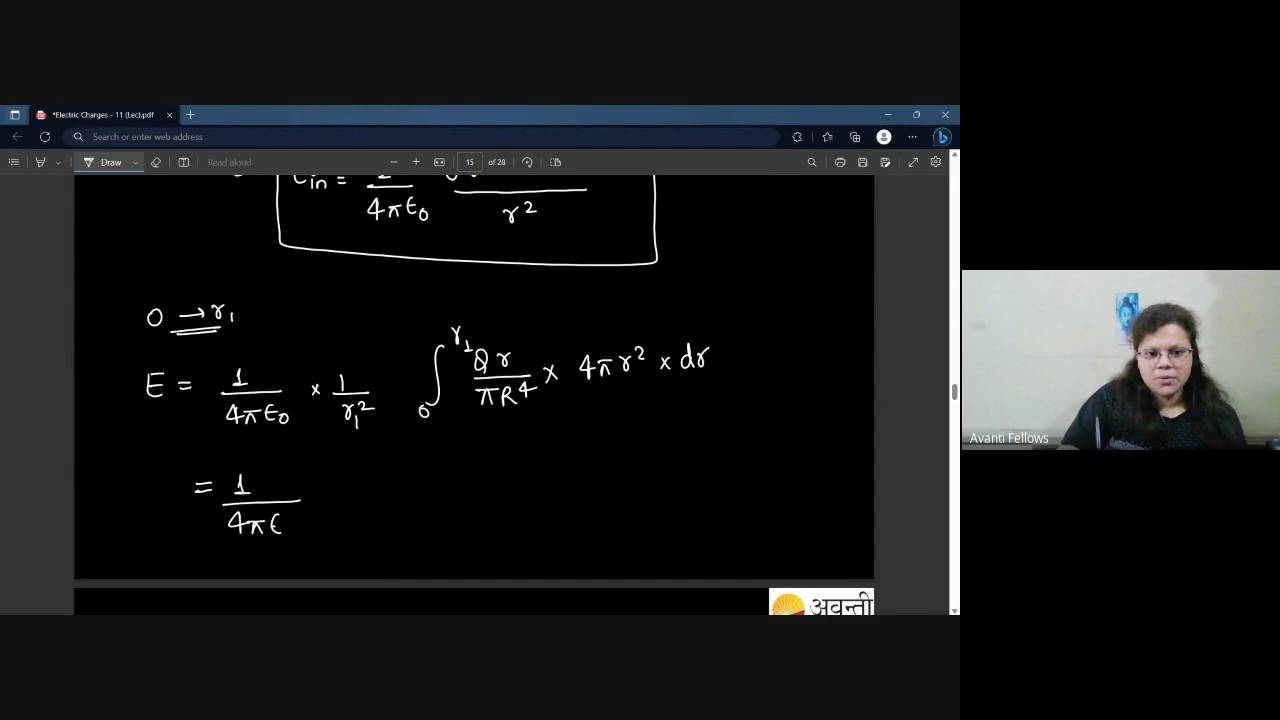 *Electric Charges - 11 (Lec).pdf
Search or enter web address
Draw
Read aloud
15 of 28
in = 
4πε₀ r²
0 → r₁
E = 1/4πε₀ × 1/r₁² ∫₀^r₁ Qr/πR⁴ × 4πr² × dr
= 1/4πε
Avanti Fellows
अवन्ती